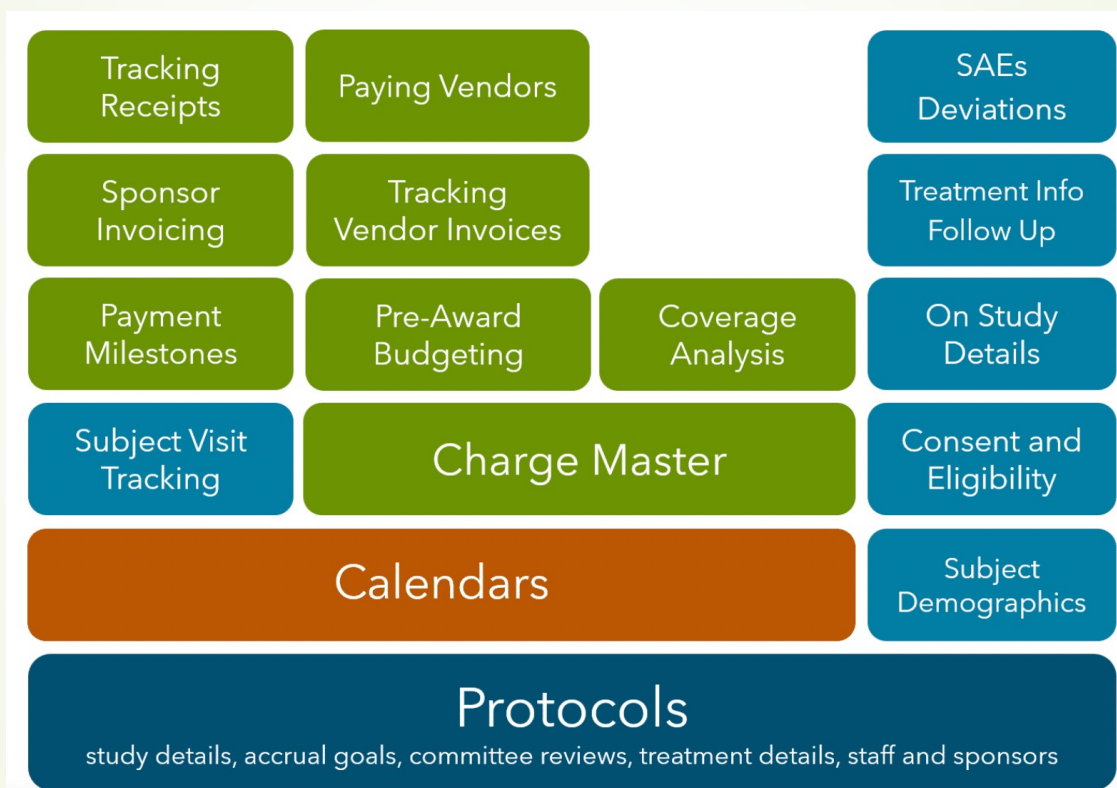 Tracking
Receipts
Paying Vendors
SAEs
Deviations
Sponsor
Invoicing
Tracking
Vendor Invoices
Treatment Info
Follow Up
Payment
Milestones
Pre-Award
Budgeting
Coverage
Analysis
On Study
Details
Subject Visit
Tracking
Charge Master
Consent and
Eligibility
Calendars
Subject
Demographics
Protocols
study details, accrual goals, committee reviews, treatment details, staff and sponsors